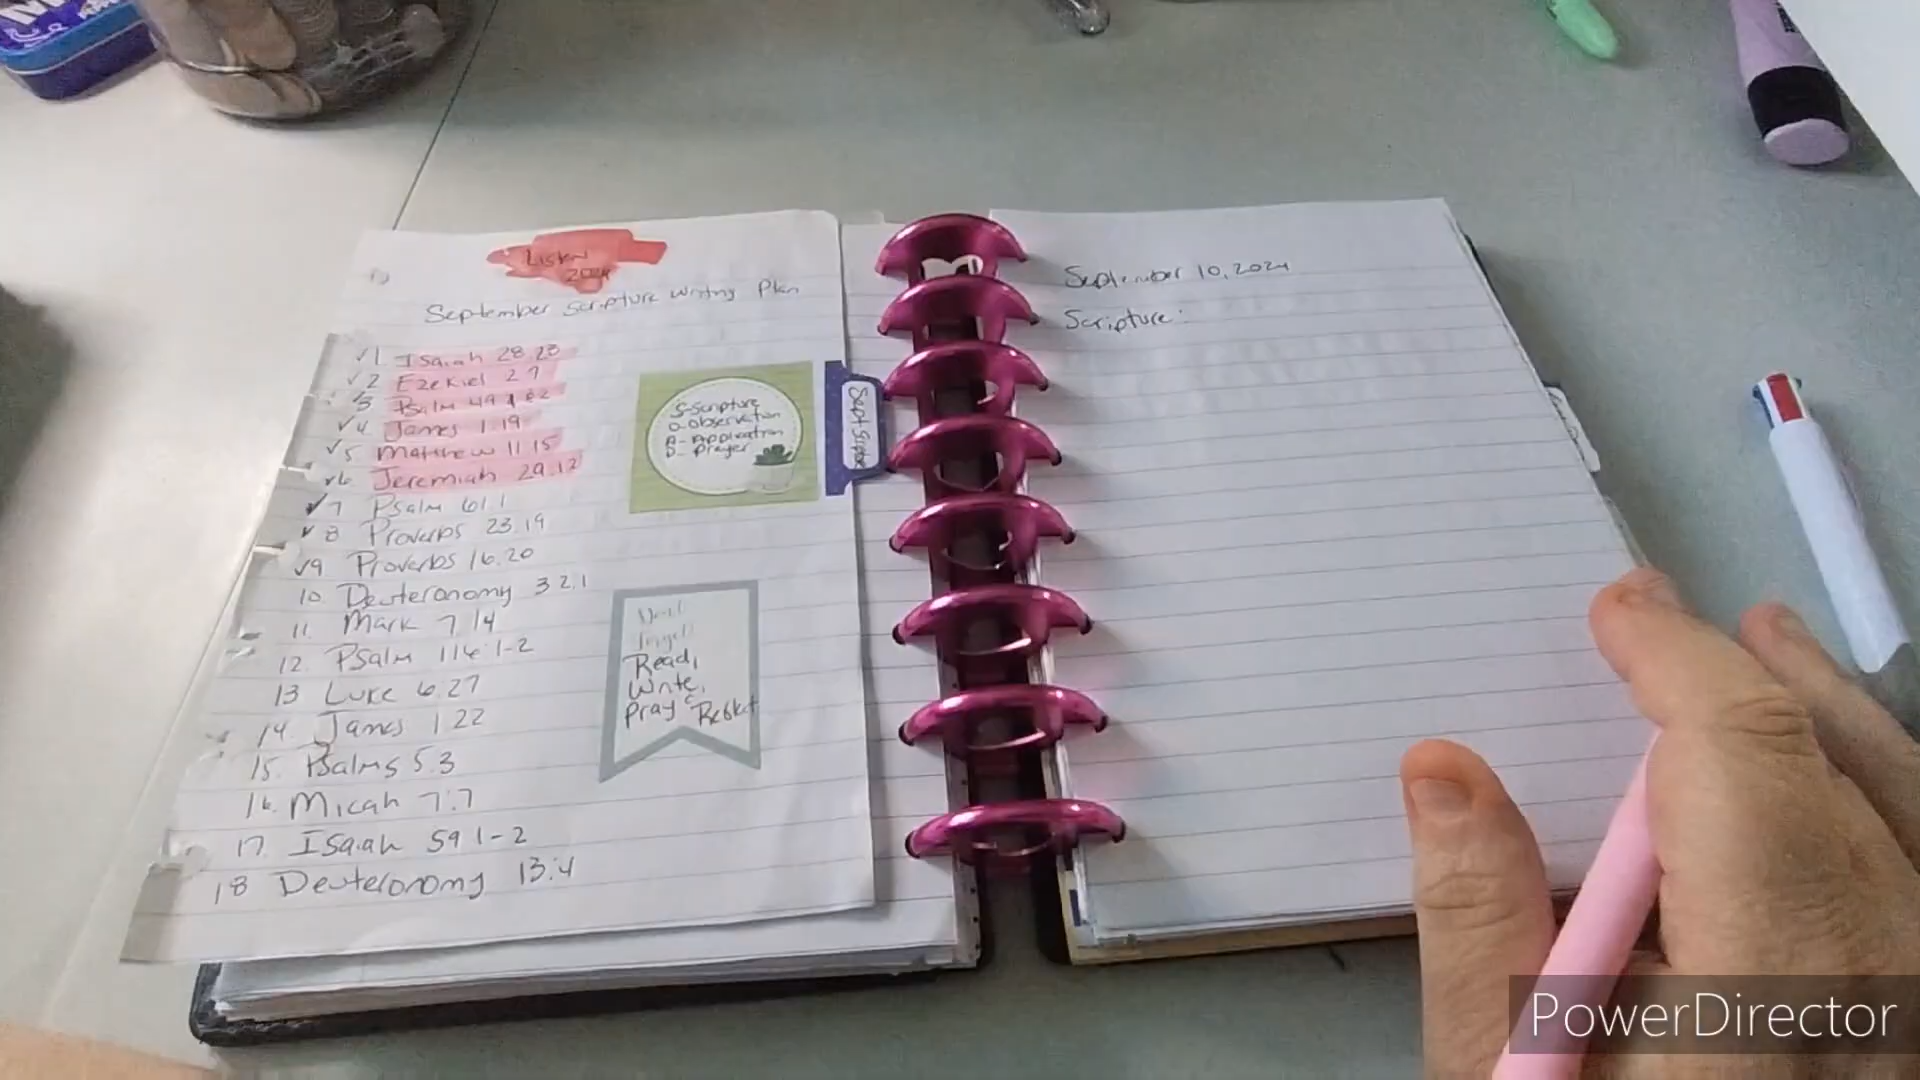 Listen
2024
September Scripture Writing Plan
✓1 Isaiah 28.23
✓2 Ezekiel 2 7
✓3 Psalm 49 1 & 2
✓4 James 1.19
✓5 Matthew 11 15
✓6 Jeremiah 29.12
✓7 Psalm 61.1
✓8 Proverbs 23.19
✓9 Proverbs 16.20
10. Deuteronomy 32.1
11. Mark 7 14
12. Psalm 116 1-2
13 Luke 6.27
14. James 1 22
15. Psalms 5.3
16. Micah 7:7
17. Isaiah 59 1-2
18 Deuteronomy 13:4
S-Scripture
O-Observation
A-Application
P-Prayer
Sept Scripture
Read,
Write,
pray &
Reflect
September 10, 2024
Scripture:
PowerDirector